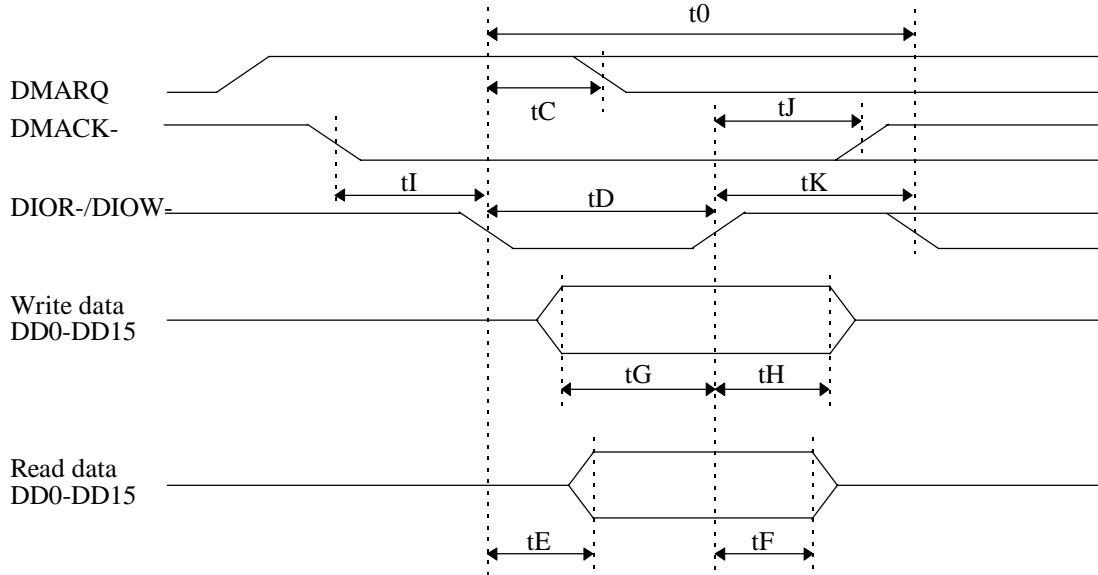 t0
DMARQ
tC
tJ
DMACK-
tI
tK
tD
DIOR-/DIOW-
Write data
DD0-DD15
tG
tH
Read data
DD0-DD15
tE
tF